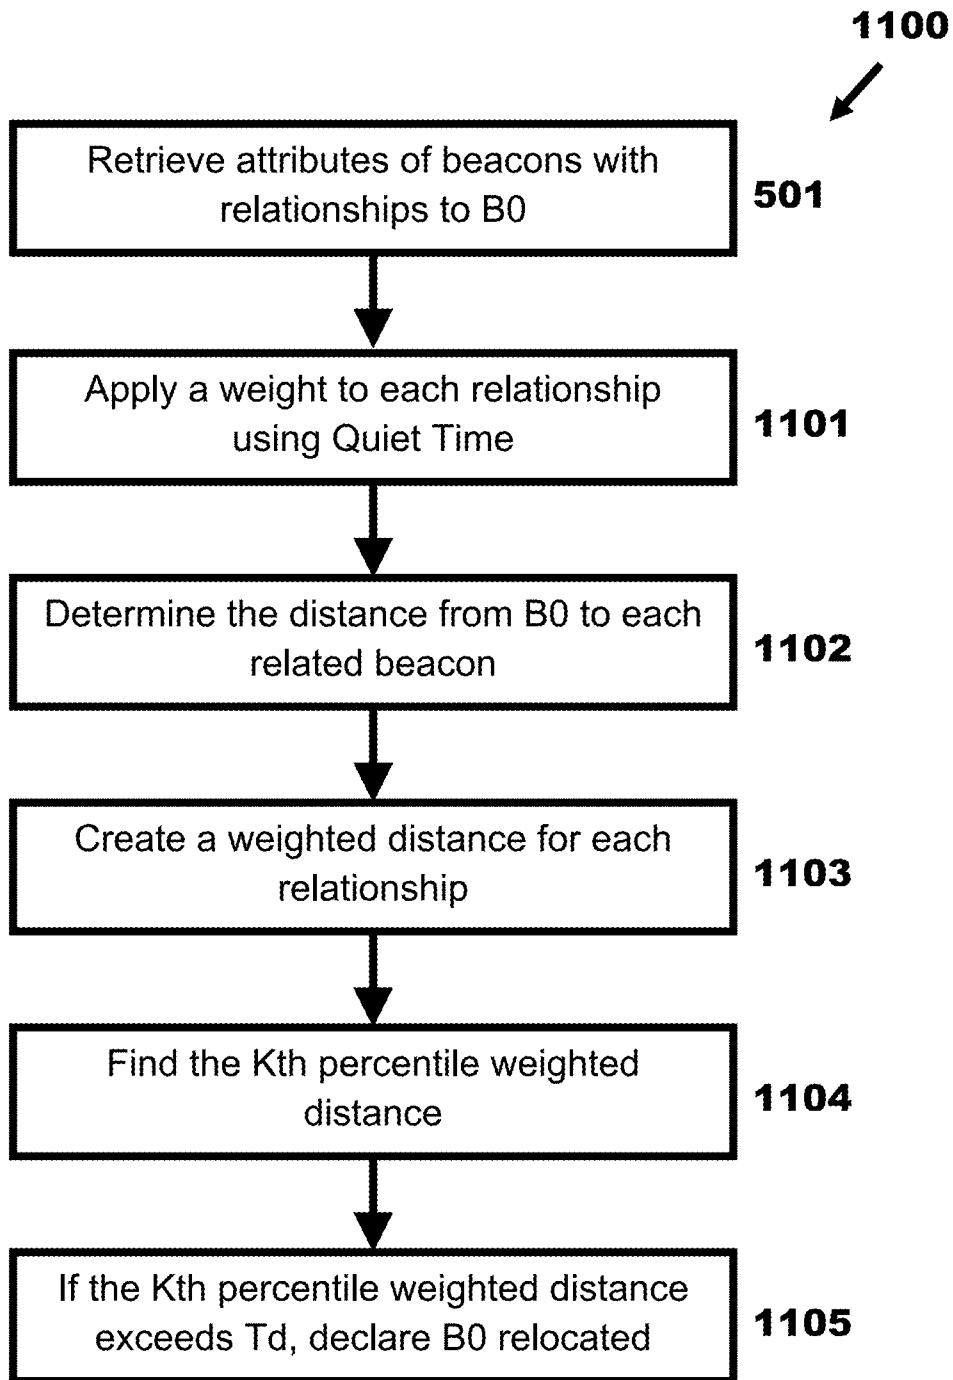 1100
Retrieve attributes of beacons with
relationships to B0
501
Apply a weight to each relationship
using Quiet Time
1101
Determine the distance from B0 to each
related beacon
1102
Create a weighted distance for each
relationship
1103
Find the Kth percentile weighted
distance
1104
If the Kth percentile weighted distance
exceeds Td, declare B0 relocated
1105